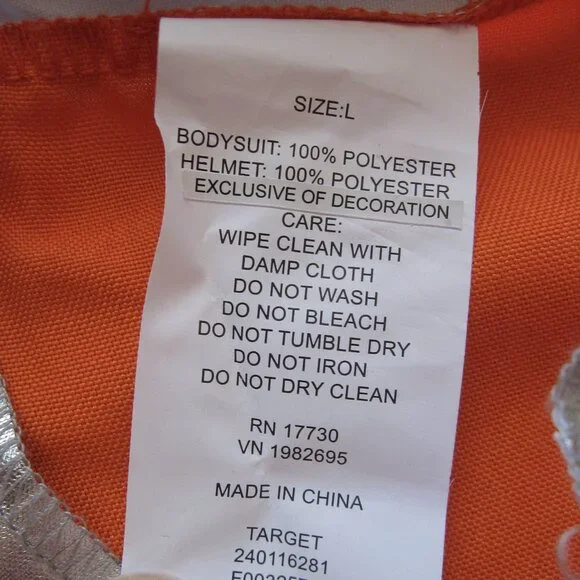 SIZE:L
BODYSUIT: 100% POLYESTER
HELMET: 100% POLYESTER
EXCLUSIVE OF DECORATION
CARE:
WIPE CLEAN WITH
DAMP CLOTH
DO NOT WASH
DO NOT BLEACH
DO NOT TUMBLE DRY
DO NOT IRON
DO NOT DRY CLEAN
RN 17730
VN 1982695
MADE IN CHINA
TARGET
240116281